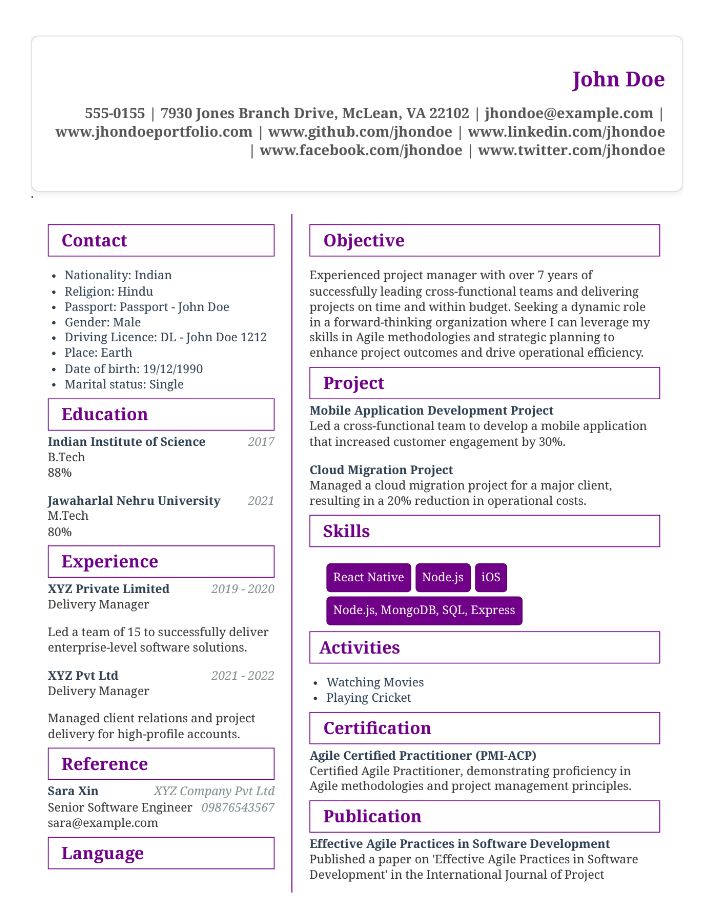 John Doe
555-0155 | 7930 Jones Branch Drive, McLean, VA 22102 | jhondoe@example.com |
www.jhondoeportfolio.com | www.github.com/jhondoe | www.linkedin.com/jhondoe
| www.facebook.com/jhondoe | www.twitter.com/jhondoe
.
Contact
• Nationality: Indian
• Religion: Hindu
• Passport: Passport - John Doe
• Gender: Male
• Driving Licence: DL - John Doe 1212
• Place: Earth
• Date of birth: 19/12/1990
• Marital status: Single
Education
Indian Institute of Science 2017
B.Tech
88%
Jawaharlal Nehru University 2021
M.Tech
80%
Experience
XYZ Private Limited 2019 - 2020
Delivery Manager
Led a team of 15 to successfully deliver
enterprise-level software solutions.
XYZ Pvt Ltd 2021 - 2022
Delivery Manager
Managed client relations and project
delivery for high-profile accounts.
Reference
Sara Xin XYZ Company Pvt Ltd
Senior Software Engineer 09876543567
sara@example.com
Language
Objective
Experienced project manager with over 7 years of
successfully leading cross-functional teams and delivering
projects on time and within budget. Seeking a dynamic role
in a forward-thinking organization where I can leverage my
skills in Agile methodologies and strategic planning to
enhance project outcomes and drive operational efficiency.
Project
Mobile Application Development Project
Led a cross-functional team to develop a mobile application
that increased customer engagement by 30%.
Cloud Migration Project
Managed a cloud migration project for a major client,
resulting in a 20% reduction in operational costs.
Skills
React Native Node.js iOS
Node.js, MongoDB, SQL, Express
Activities
• Watching Movies
• Playing Cricket
Certification
Agile Certified Practitioner (PMI-ACP)
Certified Agile Practitioner, demonstrating proficiency in
Agile methodologies and project management principles.
Publication
Effective Agile Practices in Software Development
Published a paper on 'Effective Agile Practices in Software
Development' in the International Journal of Project